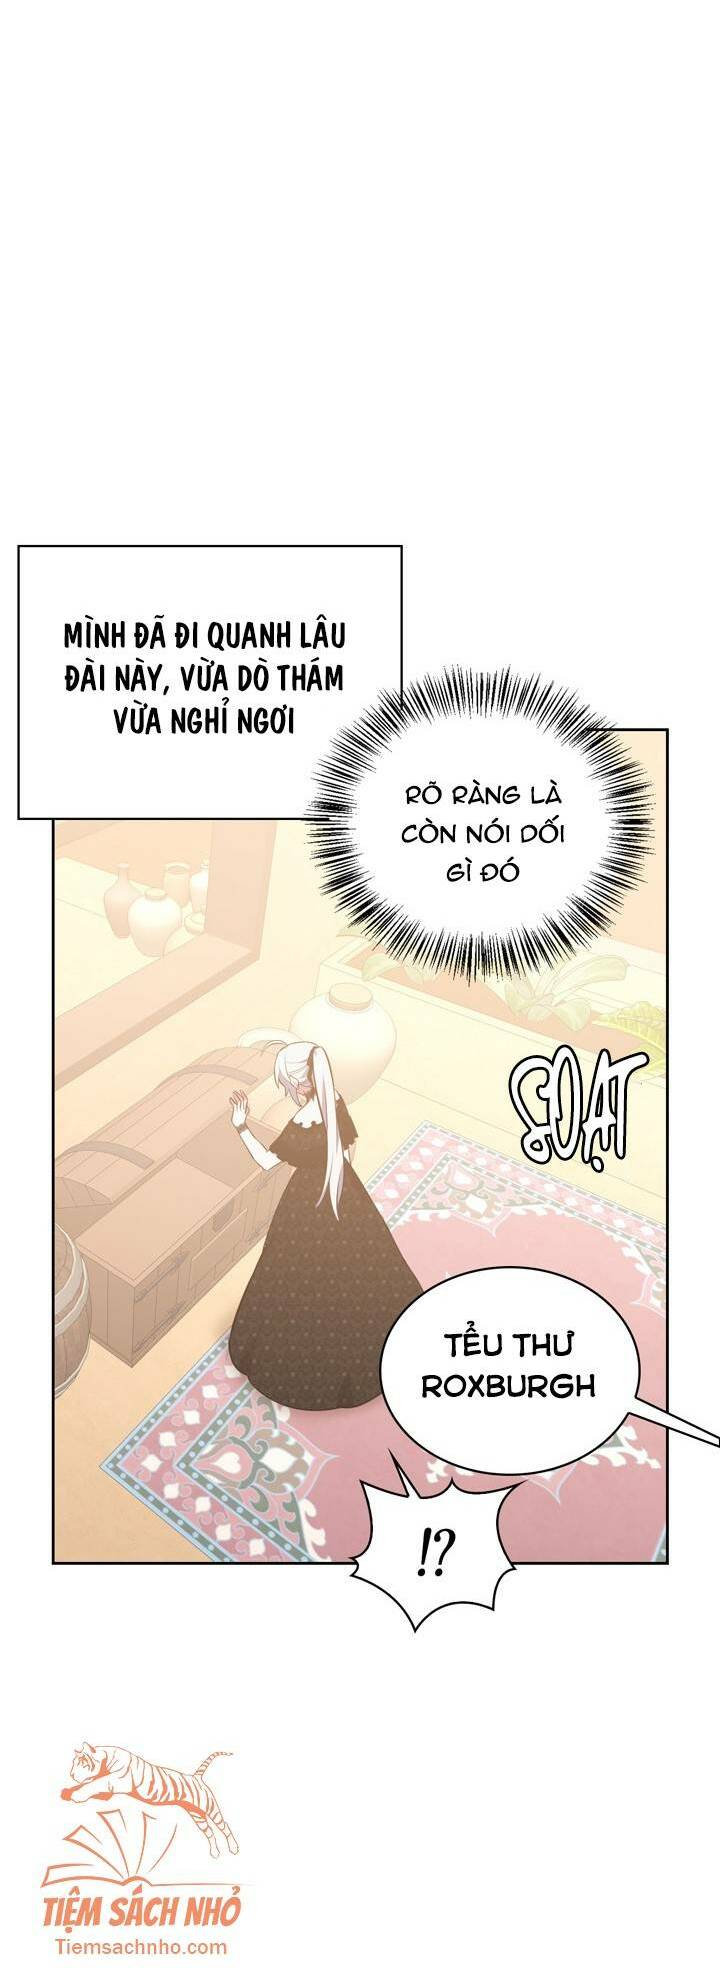 MÌNH ĐÃ ĐI QUANH LÂU
ĐÀI NÀY, VỪA DÒ THÁM
VỪA NGHỈ NGƠI
RÕ RÀNG LÀ
CÒN NÓI DỐI
GÌ ĐÓ
SOẠT
TỂU THƯ
ROXBURGH
!?
TIỆM SÁCH NHỎ
Tiemsachnho.com